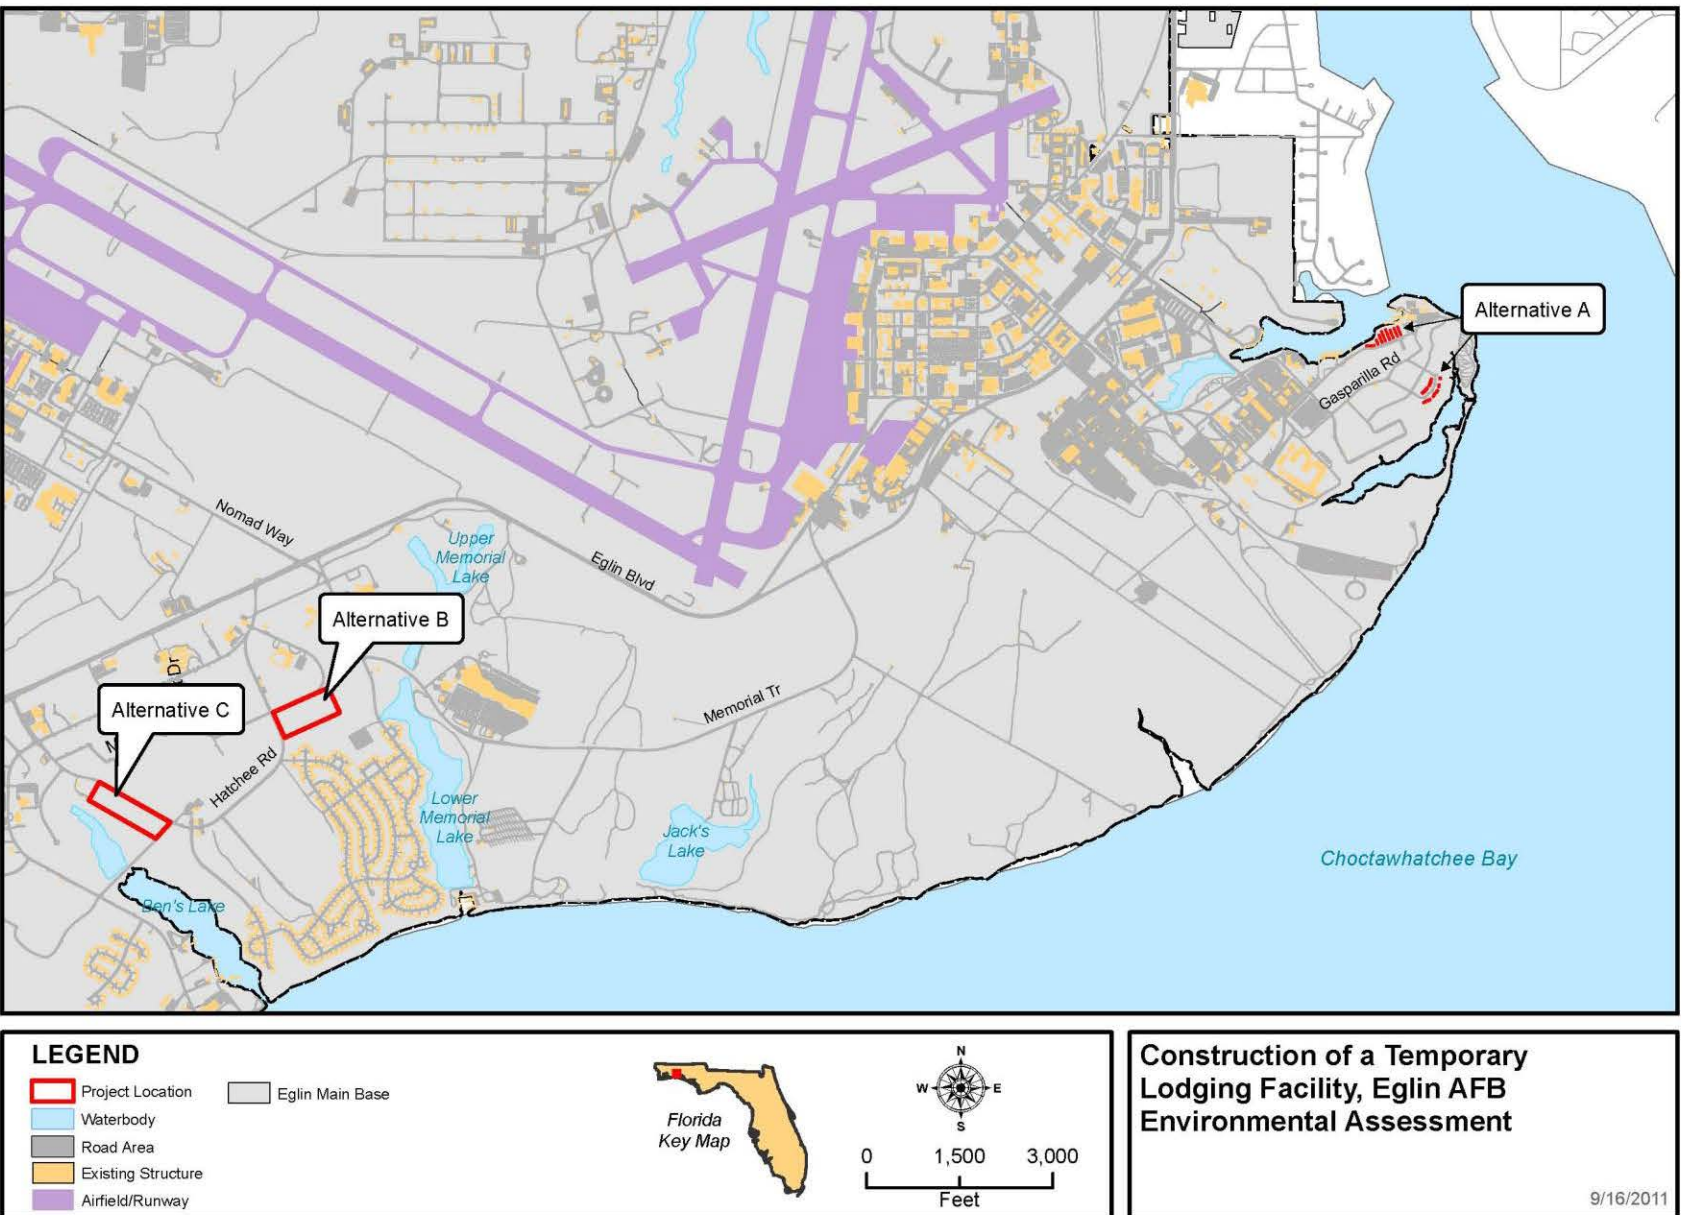 Alternative A
Gasparilla Rd
Nomad Way
Upper
Memorial
Lake
Eglin Blvd
Alternative B
Dr
Alternative C
Memorial Tr
Hatchee Rd
Lower
Memorial
Lake
Jack's
Lake
Choctawhatchee Bay
Ben's Lake
LEGEND
Project Location
Waterbody
Road Area
Existing Structure
Airfield/Runway
Eglin Main Base
Florida
Key Map
N
W
E
S
0 1,500 3,000
Feet
Construction of a Temporary
Lodging Facility, Eglin AFB
Environmental Assessment
9/16/2011